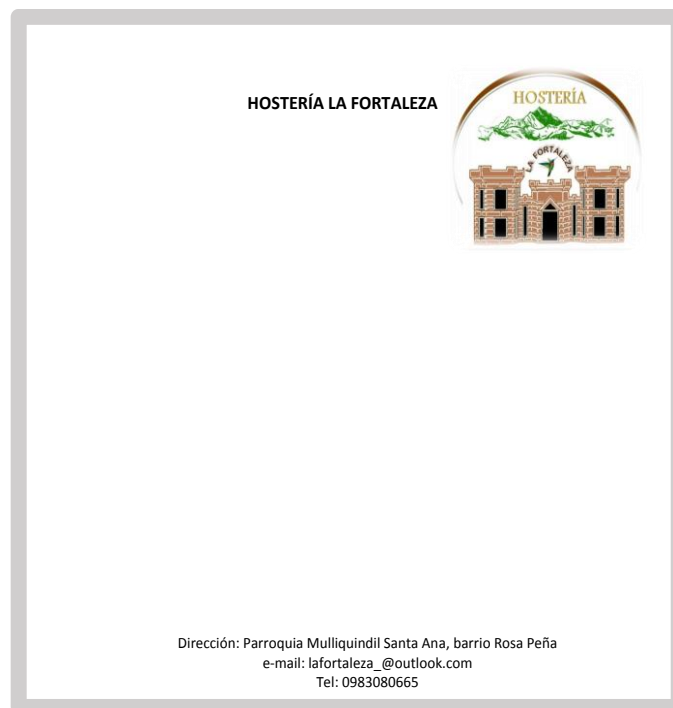 HOSTERÍA LA FORTALEZA
HOSTERÍA
LA FORTALEZA
Dirección: Parroquia Mulliquindil Santa Ana, barrio Rosa Peña
e-mail: lafortaleza_@outlook.com
Tel: 0983080665